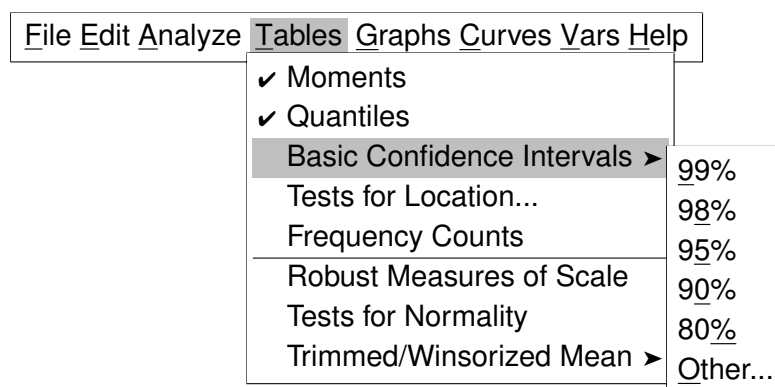 File Edit Analyze Tables Graphs Curves Vars Help
✔ Moments
✔ Quantiles
Basic Confidence Intervals ➤
Tests for Location...
Frequency Counts
Robust Measures of Scale
Tests for Normality
Trimmed/Winsorized Mean ➤
99%
98%
95%
90%
80%
Other...